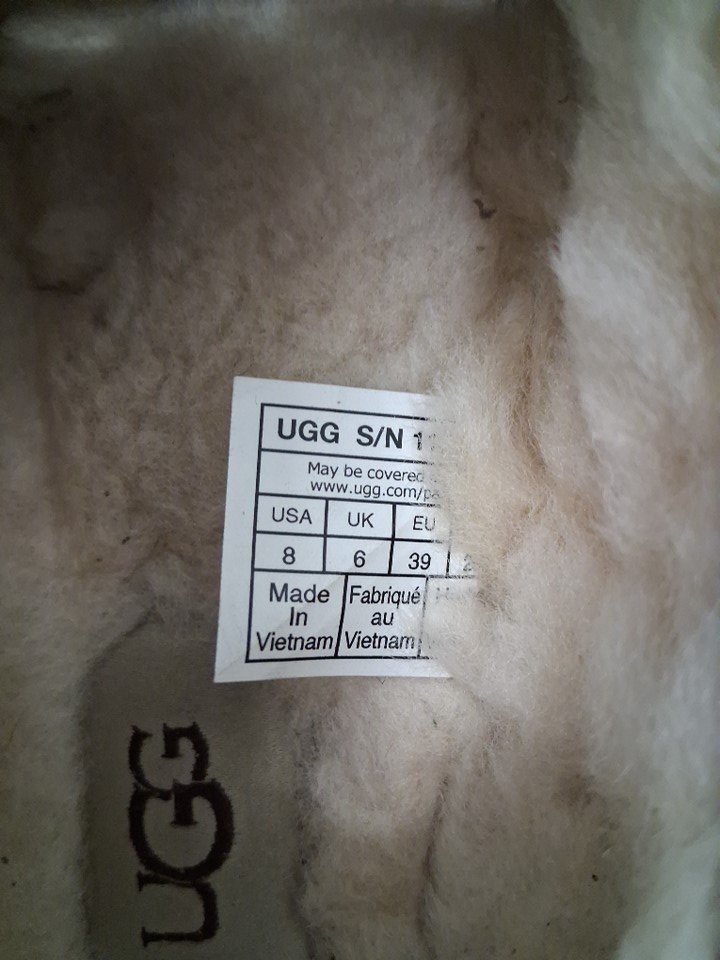 UGG S/N
May be covered
www.ugg.com/pa
USA UK EU
8 6 39
Made Fabriqué
In au
Vietnam Vietnam
UGG